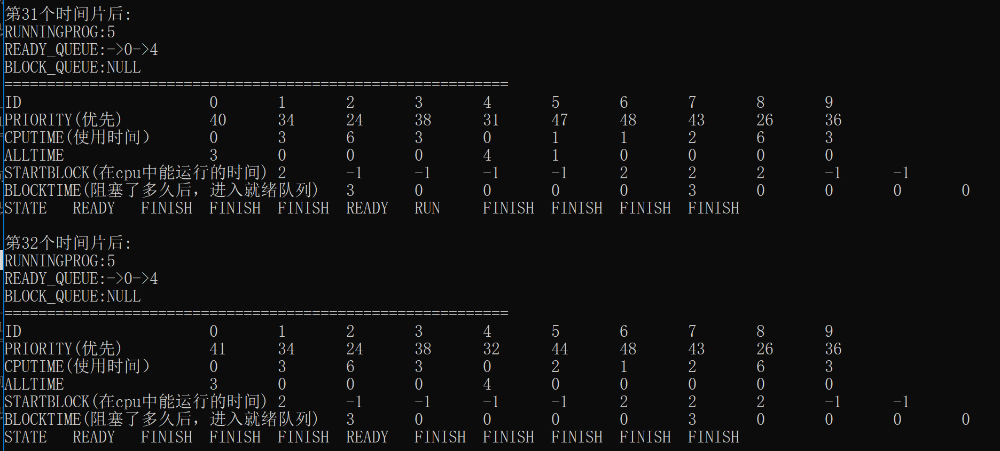 第31个时间片后:
RUNNINGPROG:5
READY_QUEUE:->0->4
BLOCK_QUEUE:NULL
===========================================================
ID 0 1 2 3 4 5 6 7 8 9
PRIORITY(优先) 40 34 24 38 31 47 48 43 26 36
CPUTIME(使用时间） 0 3 6 3 0 1 1 2 6 3
ALLTIME 3 0 0 0 4 1 0 0 0 0
STARTBLOCK(在cpu中能运行的时间) 2 -1 -1 -1 -1 2 2 2 -1 -1
BLOCKTIME(阻塞了多久后，进入就绪队列) 3 0 0 0 0 3 0 0 0 0
STATE READY FINISH FINISH FINISH READY RUN FINISH FINISH FINISH FINISH
第32个时间片后:
RUNNINGPROG:5
READY_QUEUE:->0->4
BLOCK_QUEUE:NULL
===========================================================
ID 0 1 2 3 4 5 6 7 8 9
PRIORITY(优先) 41 34 24 38 32 44 48 43 26 36
CPUTIME(使用时间） 0 3 6 3 0 2 1 2 6 3
ALLTIME 3 0 0 0 4 0 0 0 0 0
STARTBLOCK(在cpu中能运行的时间) 2 -1 -1 -1 -1 2 2 2 -1 -1
BLOCKTIME(阻塞了多久后，进入就绪队列) 3 0 0 0 0 3 0 0 0 0
STATE READY FINISH FINISH FINISH READY FINISH FINISH FINISH FINISH FINISH